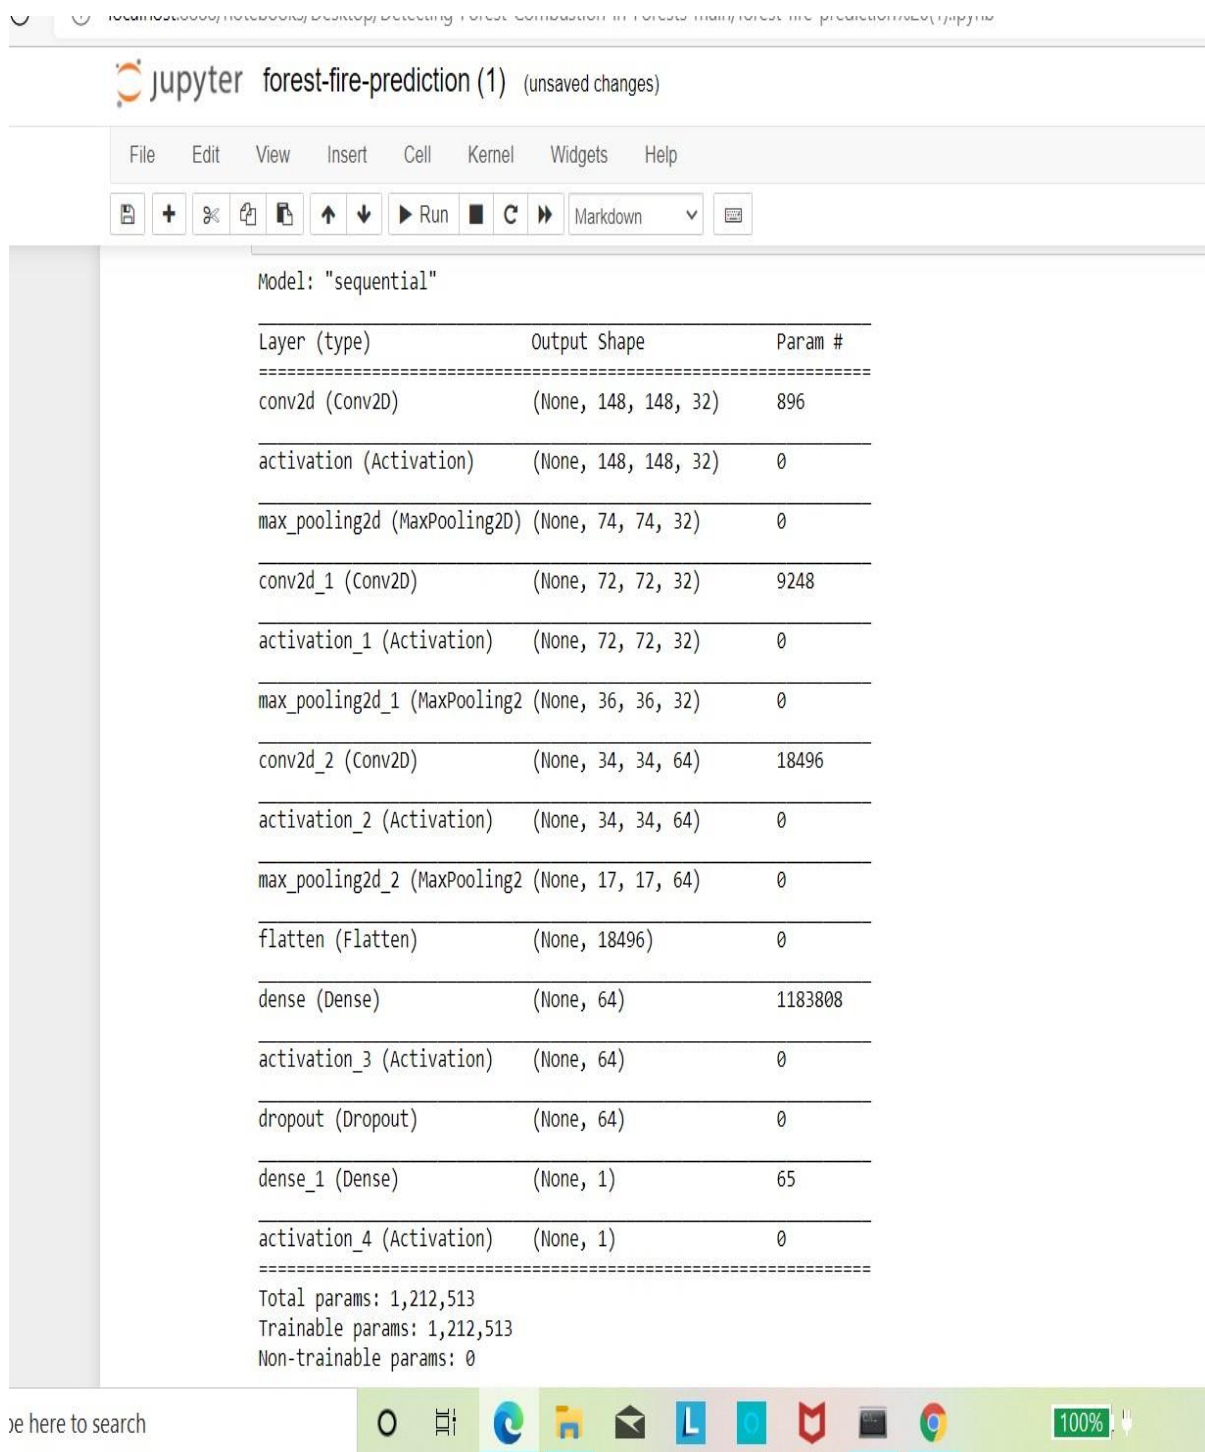 jupyter forest-fire-prediction (1) (unsaved changes)
File Edit View Insert Cell Kernel Widgets Help
Run Markdown
Model: "sequential"
Layer (type) Output Shape Param #
=================================================================
conv2d (Conv2D) (None, 148, 148, 32) 896
activation (Activation) (None, 148, 148, 32) 0
max_pooling2d (MaxPooling2D) (None, 74, 74, 32) 0
conv2d_1 (Conv2D) (None, 72, 72, 32) 9248
activation_1 (Activation) (None, 72, 72, 32) 0
max_pooling2d_1 (MaxPooling2 (None, 36, 36, 32) 0
conv2d_2 (Conv2D) (None, 34, 34, 64) 18496
activation_2 (Activation) (None, 34, 34, 64) 0
max_pooling2d_2 (MaxPooling2 (None, 17, 17, 64) 0
flatten (Flatten) (None, 18496) 0
dense (Dense) (None, 64) 1183808
activation_3 (Activation) (None, 64) 0
dropout (Dropout) (None, 64) 0
dense_1 (Dense) (None, 1) 65
activation_4 (Activation) (None, 1) 0
=================================================================
Total params: 1,212,513
Trainable params: 1,212,513
Non-trainable params: 0
pe here to search L 100%